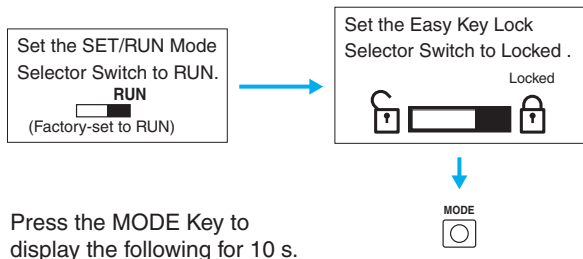 Set the SET/RUN Mode
Selector Switch to RUN.
RUN
(Factory-set to RUN)
Set the Easy Key Lock
Selector Switch to Locked .
Locked
MODE
Press the MODE Key to
display the following for 10 s.